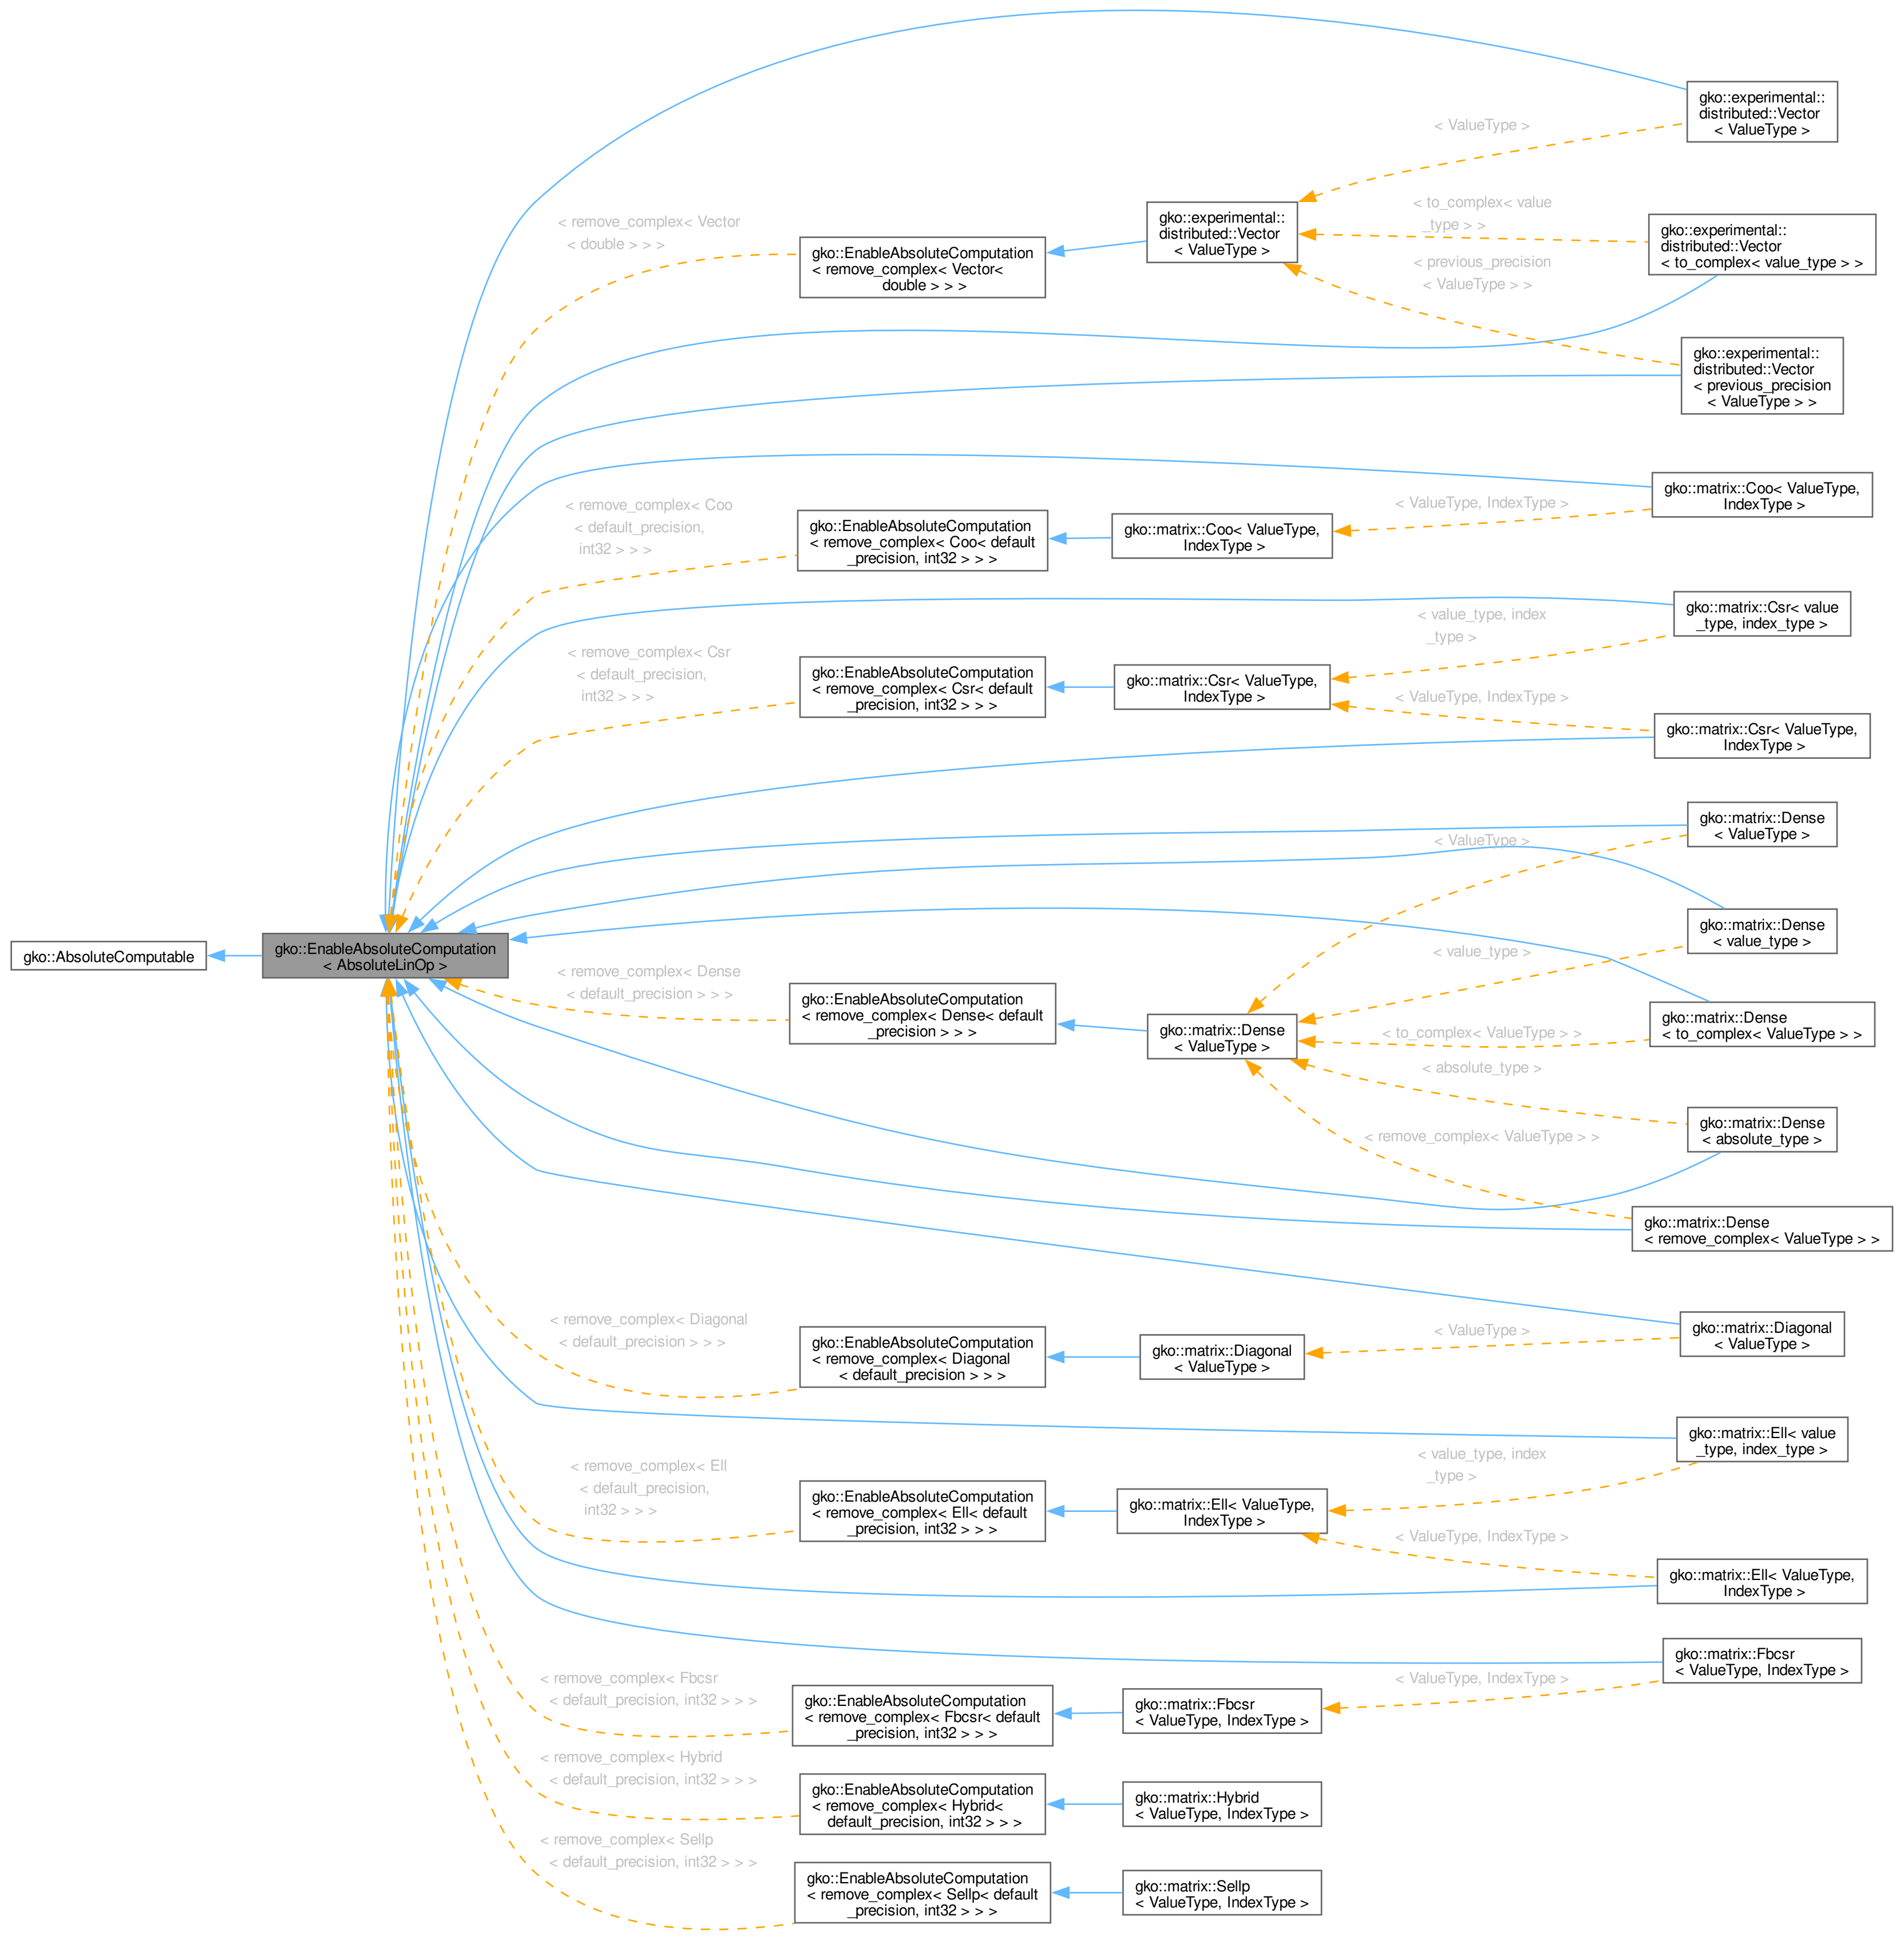 gko::AbsoluteComputable
gko::EnableAbsoluteComputation
< AbsoluteLinOp >
< remove_complex< Vector
< double > > >
gko::EnableAbsoluteComputation
< remove_complex< Vector<
double > > >
gko::experimental::
distributed::Vector
< ValueType >
< ValueType >
gko::experimental::
distributed::Vector
< ValueType >
< to_complex< value
_type > >
gko::experimental::
distributed::Vector
< to_complex< value_type > >
< previous_precision
< ValueType > >
gko::experimental::
distributed::Vector
< previous_precision
< ValueType > >
< remove_complex< Coo
< default_precision,
int32 > > >
gko::EnableAbsoluteComputation
< remove_complex< Coo< default
_precision, int32 > > >
gko::matrix::Coo< ValueType,
IndexType >
< ValueType, IndexType >
gko::matrix::Coo< ValueType,
IndexType >
< remove_complex< Csr
< default_precision,
int32 > > >
gko::EnableAbsoluteComputation
< remove_complex< Csr< default
_precision, int32 > > >
gko::matrix::Csr< ValueType,
IndexType >
< value_type, index
_type >
gko::matrix::Csr< value
_type, index_type >
< ValueType, IndexType >
gko::matrix::Csr< ValueType,
IndexType >
< remove_complex< Dense
< default_precision > > >
gko::EnableAbsoluteComputation
< remove_complex< Dense< default
_precision > > >
gko::matrix::Dense
< ValueType >
< ValueType >
gko::matrix::Dense
< ValueType >
< value_type >
gko::matrix::Dense
< value_type >
< to_complex< ValueType > >
gko::matrix::Dense
< to_complex< ValueType > >
< absolute_type >
gko::matrix::Dense
< absolute_type >
< remove_complex< ValueType > >
gko::matrix::Dense
< remove_complex< ValueType > >
< remove_complex< Diagonal
< default_precision > > >
gko::EnableAbsoluteComputation
< remove_complex< Diagonal
< default_precision > > >
gko::matrix::Diagonal
< ValueType >
< ValueType >
gko::matrix::Diagonal
< ValueType >
< remove_complex< Ell
< default_precision,
int32 > > >
gko::EnableAbsoluteComputation
< remove_complex< Ell< default
_precision, int32 > > >
gko::matrix::Ell< ValueType,
IndexType >
< value_type, index
_type >
gko::matrix::Ell< value
_type, index_type >
< ValueType, IndexType >
gko::matrix::Ell< ValueType,
IndexType >
< remove_complex< Fbcsr
< default_precision, int32 > > >
gko::EnableAbsoluteComputation
< remove_complex< Fbcsr< default
_precision, int32 > > >
gko::matrix::Fbcsr
< ValueType, IndexType >
< ValueType, IndexType >
gko::matrix::Fbcsr
< ValueType, IndexType >
< remove_complex< Hybrid
< default_precision, int32 > > >
gko::EnableAbsoluteComputation
< remove_complex< Hybrid<
default_precision, int32 > > >
gko::matrix::Hybrid
< ValueType, IndexType >
< remove_complex< Sellp
< default_precision, int32 > > >
gko::EnableAbsoluteComputation
< remove_complex< Sellp< default
_precision, int32 > > >
gko::matrix::Sellp
< ValueType, IndexType >